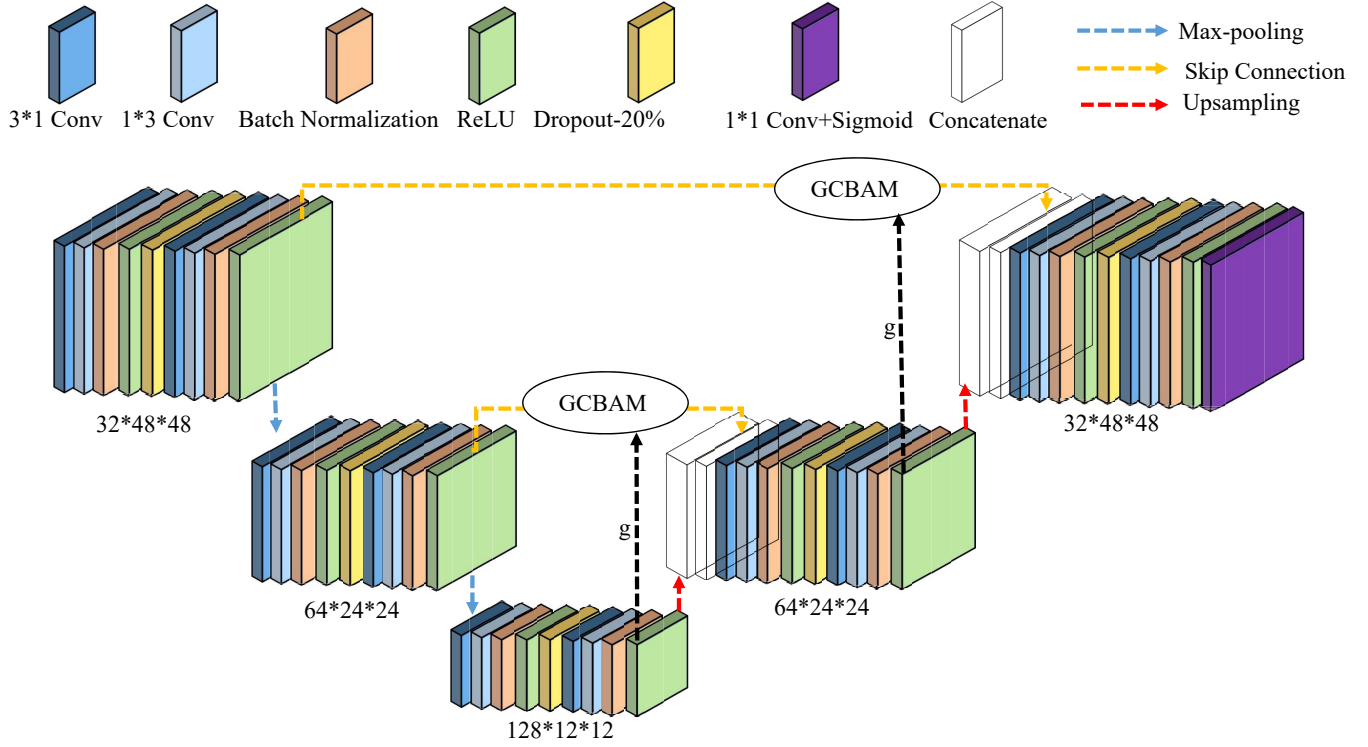 Max-pooling
Skip Connection
Upsampling
3*1 Conv
1*3 Conv
Batch Normalization
ReLU
Dropout-20%
1*1 Conv+Sigmoid
Concatenate
GCBAM
g
32*48*48
32*48*48
GCBAM
g
64*24*24
64*24*24
128*12*12